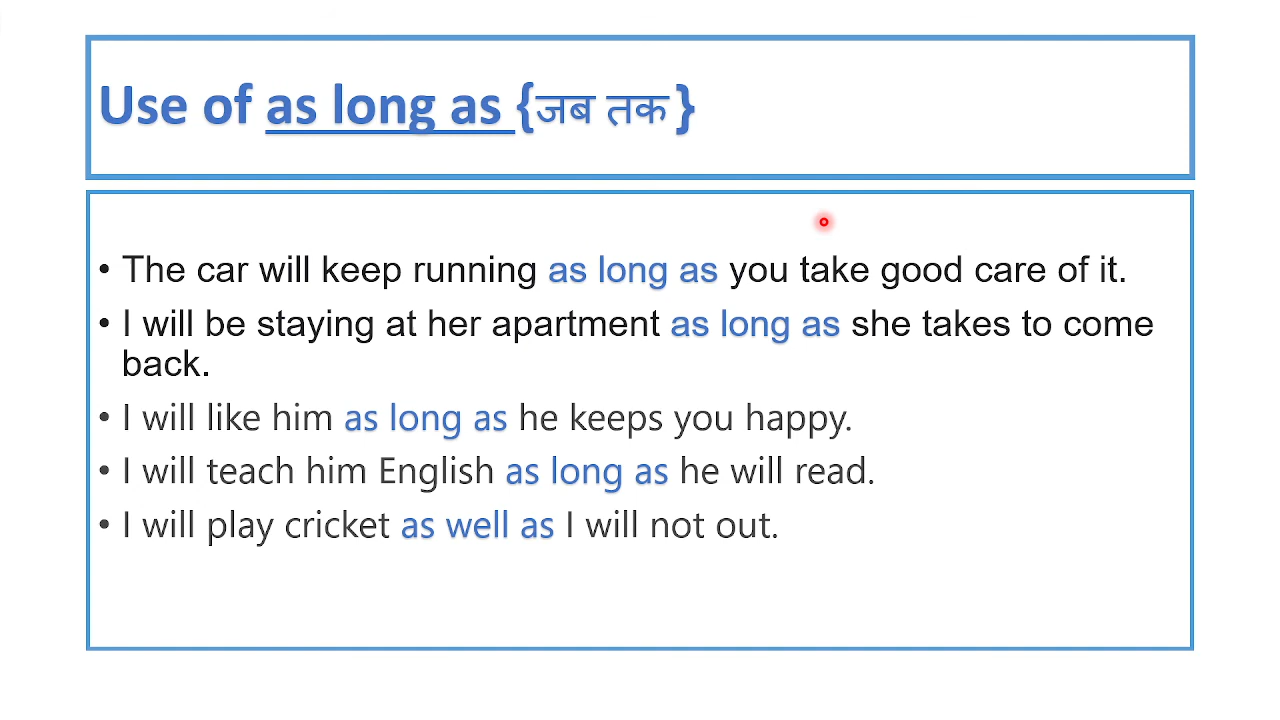 Use of as long as {जब तक}
• The car will keep running as long as you take good care of it.
• I will be staying at her apartment as long as she takes to come
back.
• I will like him as long as he keeps you happy.
• I will teach him English as long as he will read.
• I will play cricket as well as I will not out.